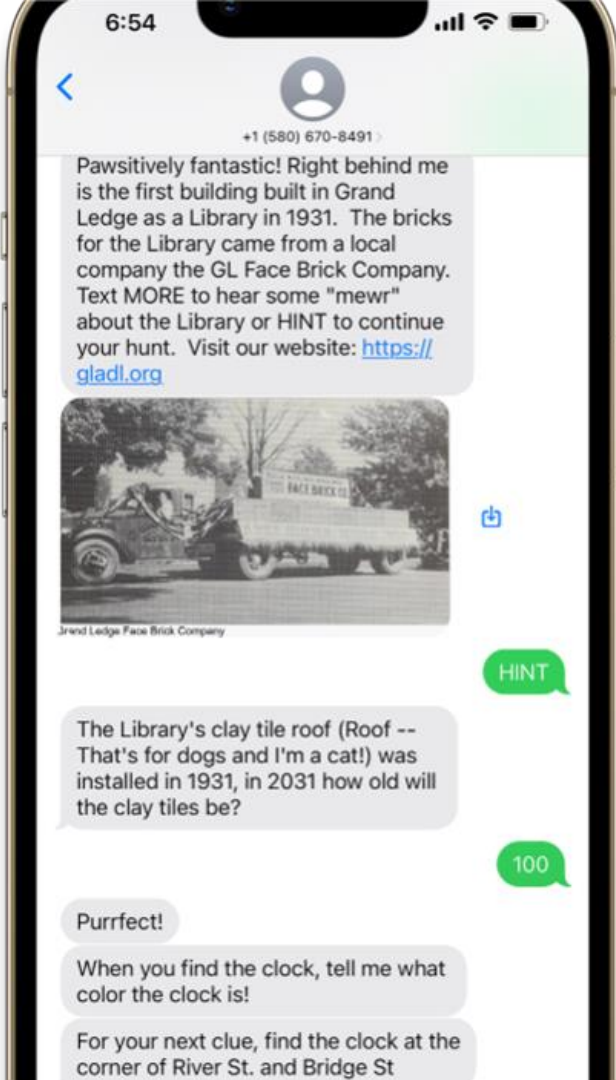 6:54
+1 (580) 670-8491
Pawsitively fantastic! Right behind me
is the first building built in Grand
Ledge as a Library in 1931.  The bricks
for the Library came from a local
company the GL Face Brick Company.
Text MORE to hear some "mewr"
about the Library or HINT to continue
your hunt.  Visit our website: https://
gladl.org
FACE BRICK CO.
Grand Ledge Face Brick Company
HINT
The Library's clay tile roof (Roof --
That's for dogs and I'm a cat!) was
installed in 1931, in 2031 how old will
the clay tiles be?
100
Purrfect!
When you find the clock, tell me what
color the clock is!
For your next clue, find the clock at the
corner of River St. and Bridge St